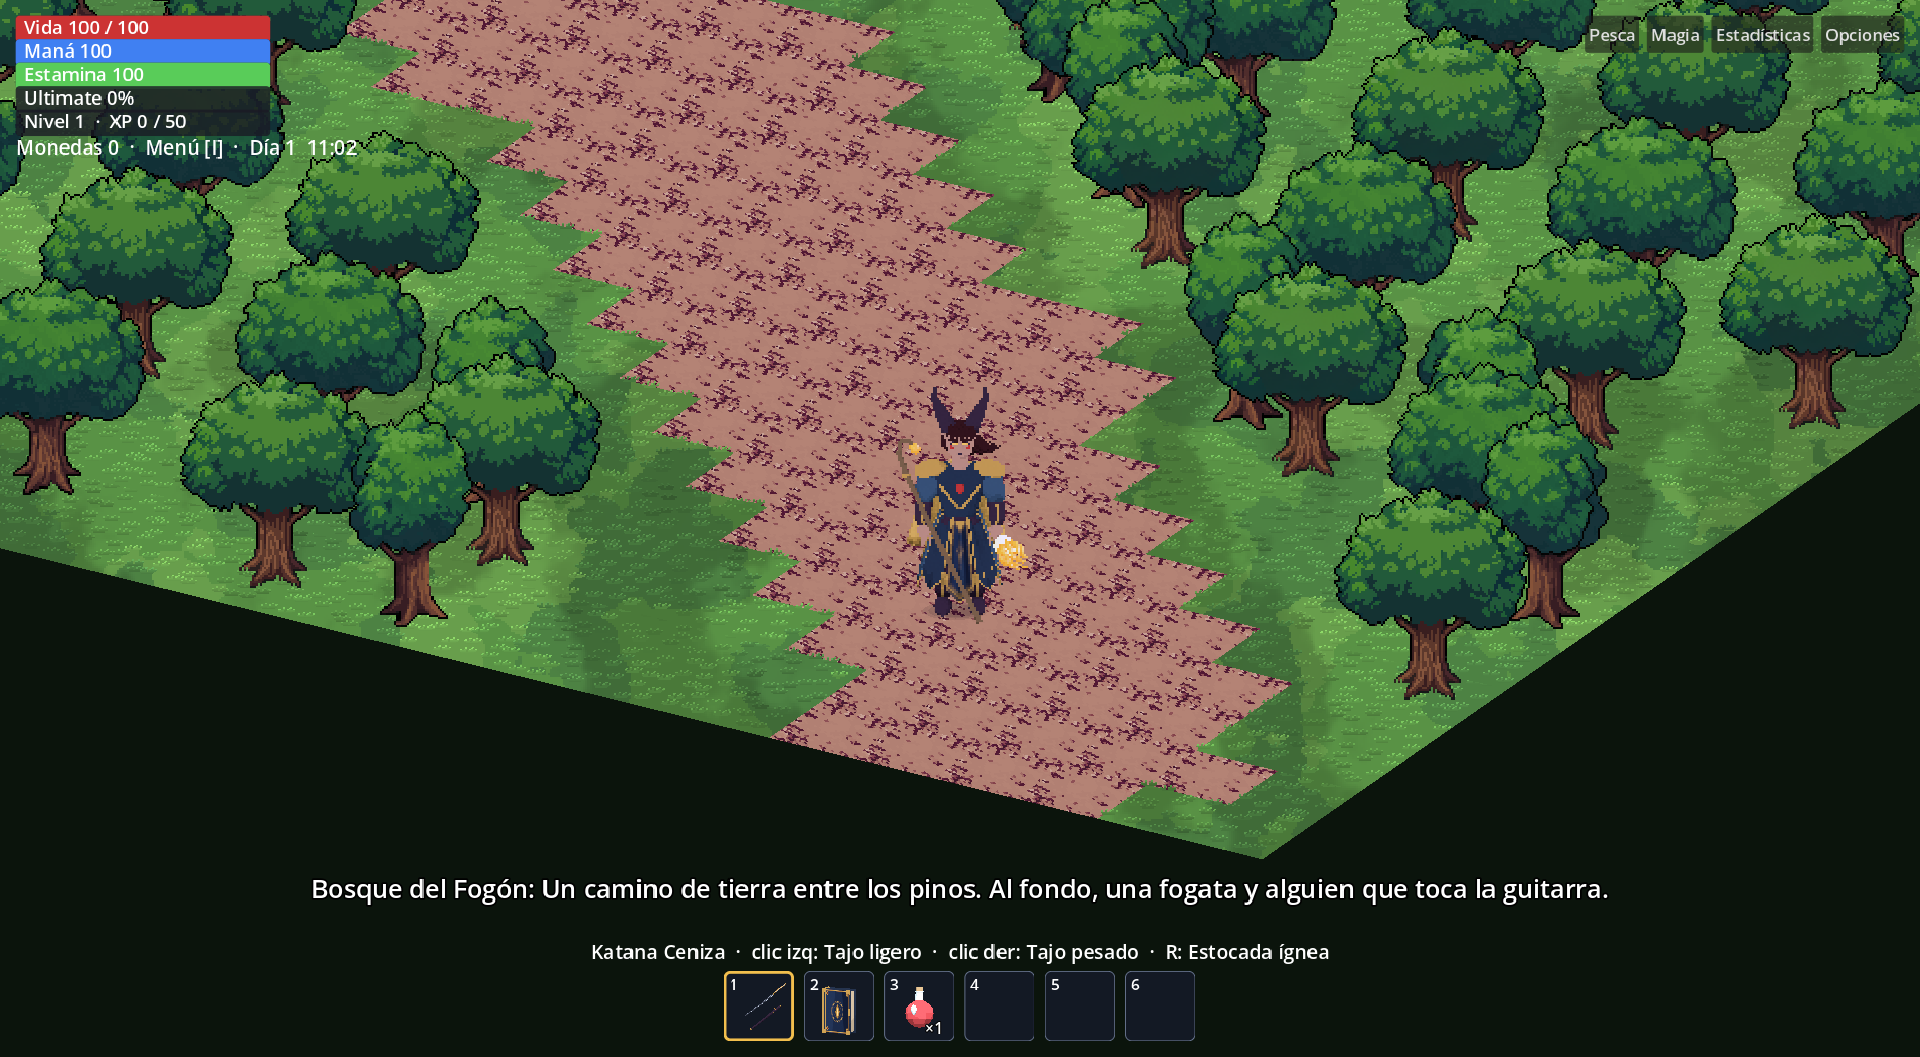 Vida 100 / 100
Maná 100
Estamina 100
Ultimate 0%
Nivel 1 · XP 0 / 50
Monedas 0 · Menú [I] · Día 1 11:02
Pesca Magia Estadísticas Opciones
Bosque del Fogón: Un camino de tierra entre los pinos. Al fondo, una fogata y alguien que toca la guitarra.
Katana Ceniza · clic izq: Tajo ligero · clic der: Tajo pesado · R: Estocada ígnea
1 2 3 4 5 6
×1